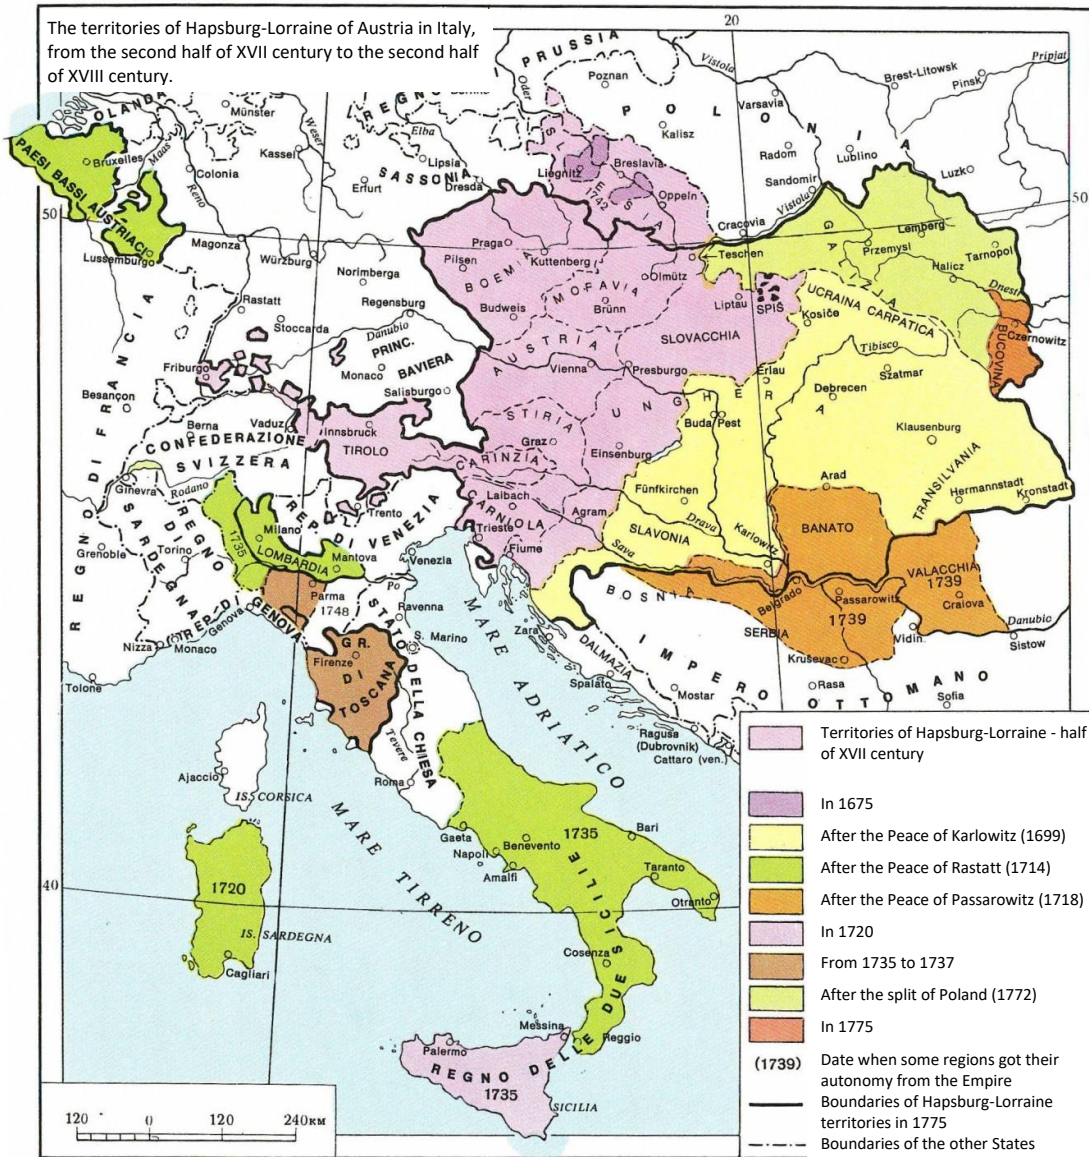 The territories of Hapsburg-Lorraine of Austria in Italy,
from the second half of XVII century to the second half
of XVIII century.
20
PRUSSIA
REGNO
Vistola
Poznan
Brest-Litowsk
Pripjat
Pinsk
OLANDA
Münster
Weser
Oder
Varsavia
POLONIA
Kalisz
Maas
Bruxelles
PAESI BASSI AUSTRIACI
Kassel
Elba
Lipsia
SASSONIA
Dresda
Erfurt
Colonia
Reno
SLESIA
1742
Liegnitz
Breslavia
Oppeln
Radom
Lublino
Sandomir
Vistola
Luzk
50
50
Lussemburgo
Magonza
Würzburg
Norimberga
Praga
Pilsen
BOEMIA
Kuttenberg
Olmütz
Cracovia
Teschen
GALIZIA
Przemysl
Lemberg
Tarnopol
Halicz
Dnestr
Rastatt
Stoccarda
Regensburg
Danubio
PRINC.
BAVIERA
Monaco
Salisburgo
Budweis
MORAVIA
Brünn
Liptau
SPIŠ
Kosiče
UCRAINA CARPATICA
BUCOVINA
Czernowitz
SLOVACCHIA
AUSTRIA
Vienna
Presburgo
Erlau
Tibisco
Szatmar
Debrecen
REGNO DI FRANCIA
Friburgo
Besançon
Berna
Vaduz
CONFEDERAZIONE
SVIZZERA
Innsbruck
TIROLO
STIRIA
Graz
CARINZIA
UNGHERIA
Buda
Pest
Einsenburg
Klausenburg
TRANSILVANIA
Arad
Hermannstadt
Kronstadt
Ginevra
Rodano
Trento
REP. DI VENEZIA
Laibach
CARNIOLA
Trieste
Agram
Fiume
Fünfkirchen
Drava
SLAVONIA
Sava
Karlowitz
BANATO
VALACCHIA
1739
Craiova
REGNO DI
SARDEGNA
Grenoble
Torino
1735
Milano
LOMBARDIA
Mantova
Venezia
Po
Parma
1748
REP. DI GENOVA
Genova
Ravenna
S. Marino
STATO DELLA CHIESA
BOSNIA
Belgrado
SERBIA
Passarowitz
1739
Kruševac
Vidin
Danubio
Sistow
Nizza
Monaco
Tolone
GR.
Firenze
DI
TOSCANA
Tevere
Roma
MARE ADRIATICO
Zara
DALMAZIA
Spalato
Mostar
IMPERO
OTTOMANO
Rasa
Sofia
Ragusa
(Dubrovnik)
Cattaro (ven.)
Ajaccio
IS. CORSICA
MARE TIRRENO
Gaeta
Napoli
Benevento
Amalfi
1735
Bari
Taranto
Otranto
40
1720
IS. SARDEGNA
Cagliari
Cosenza
REGNO DELLE DUE SICILIE
Messina
Reggio
Palermo
1735
SICILIA
120 0 120 240 KM
Territories of Hapsburg-Lorraine - half
of XVII century
In 1675
After the Peace of Karlowitz (1699)
After the Peace of Rastatt (1714)
After the Peace of Passarowitz (1718)
In 1720
From 1735 to 1737
After the split of Poland (1772)
In 1775
(1739) Date when some regions got their
autonomy from the Empire
Boundaries of Hapsburg-Lorraine
territories in 1775
Boundaries of the other States